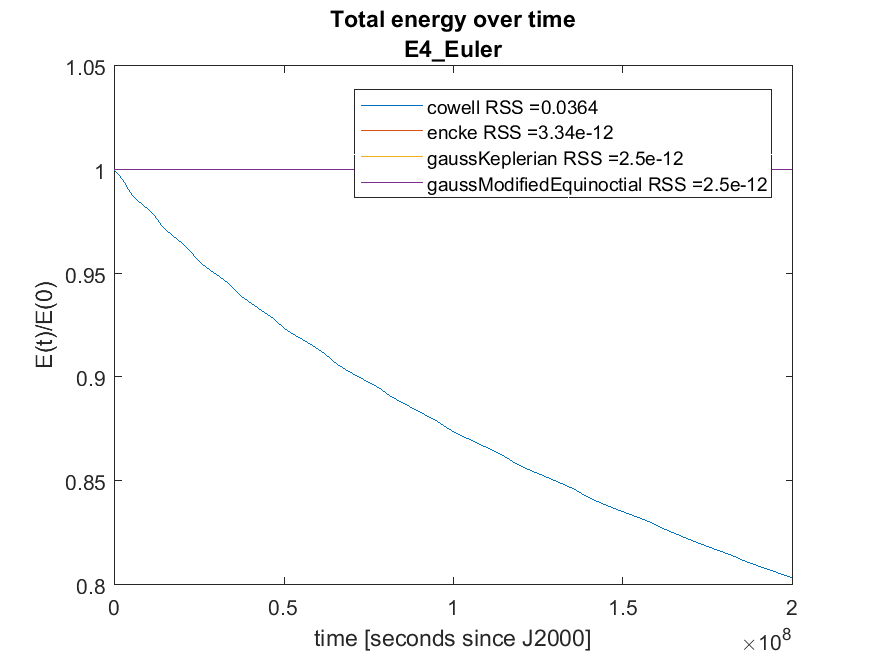 Total energy over time
E4_Euler
1.05
1
0.95
0.9
0.85
0.8
E(t)/E(0)
cowell RSS =0.0364
encke RSS =3.34e-12
gaussKeplerian RSS =2.5e-12
gaussModifiedEquinoctial RSS =2.5e-12
0 0.5 1 1.5 2
time [seconds since J2000]
×10⁸